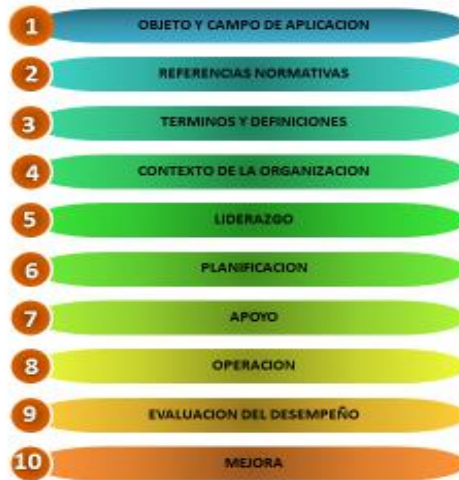 1 OBJETO Y CAMPO DE APLICACION
2 REFERENCIAS NORMATIVAS
3 TERMINOS Y DEFINICIONES
4 CONTEXTO DE LA ORGANIZACION
5 LIDERAZGO
6 PLANIFICACION
7 APOYO
8 OPERACION
9 EVALUACION DEL DESEMPEÑO
10 MEJORA